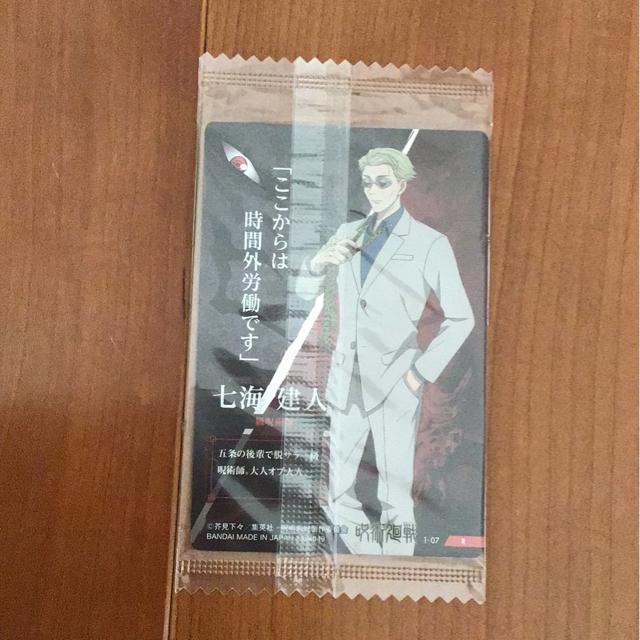 「ここからは
時間外労働です」
七海 建人
五条の後輩で脱サラ
呪術師。大人オブ大人
©芥見下々／集英社
BANDAI MADE IN JAPAN
呪術廻戦
1-07
R